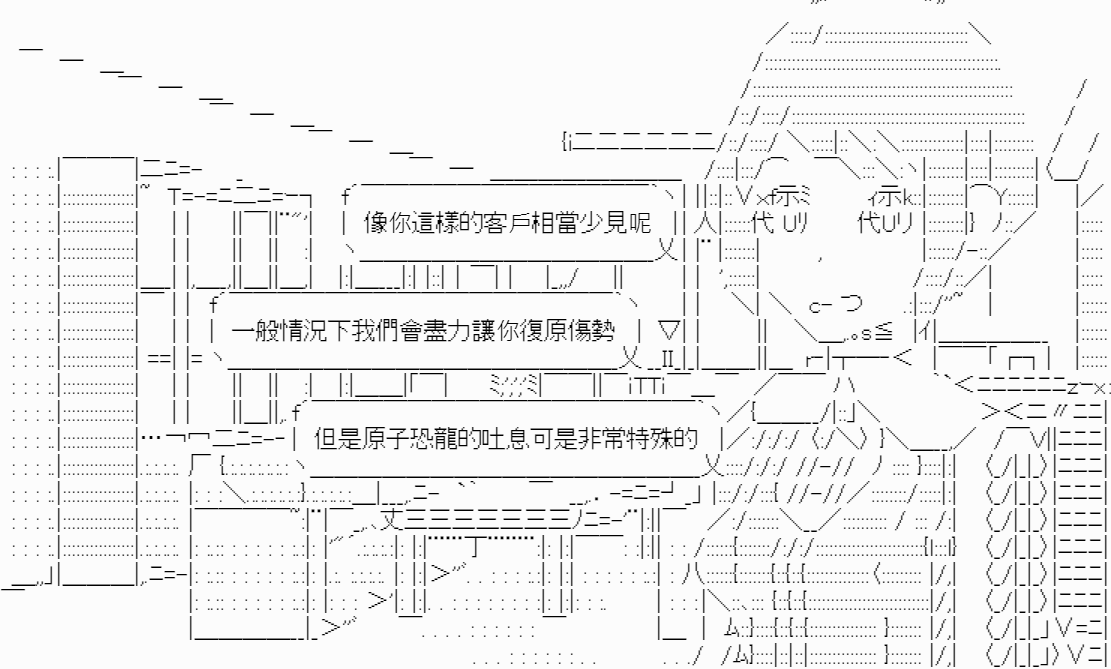 像你這樣的客戶相當少見呢
一般情況下我們會盡力讓你復原傷勢
但是原子恐龍的吐息可是非常特殊的